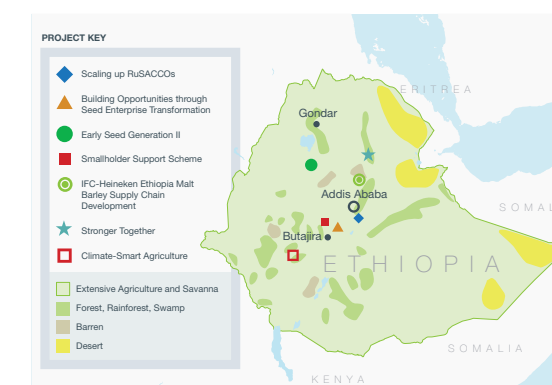 PROJECT KEY
Scaling up RuSACCOs
Building Opportunities through
Seed Enterprise Transformation
Early Seed Generation II
Smallholder Support Scheme
IFC-Heineken Ethiopia Malt
Barley Supply Chain
Development
Stronger Together
Climate-Smart Agriculture
Extensive Agriculture and Savanna
Forest, Rainforest, Swamp
Barren
Desert
ERITREA
Gondar
Addis Ababa
SOMAL
Butajira
ETHIOPIA
SOMALIA
KENYA